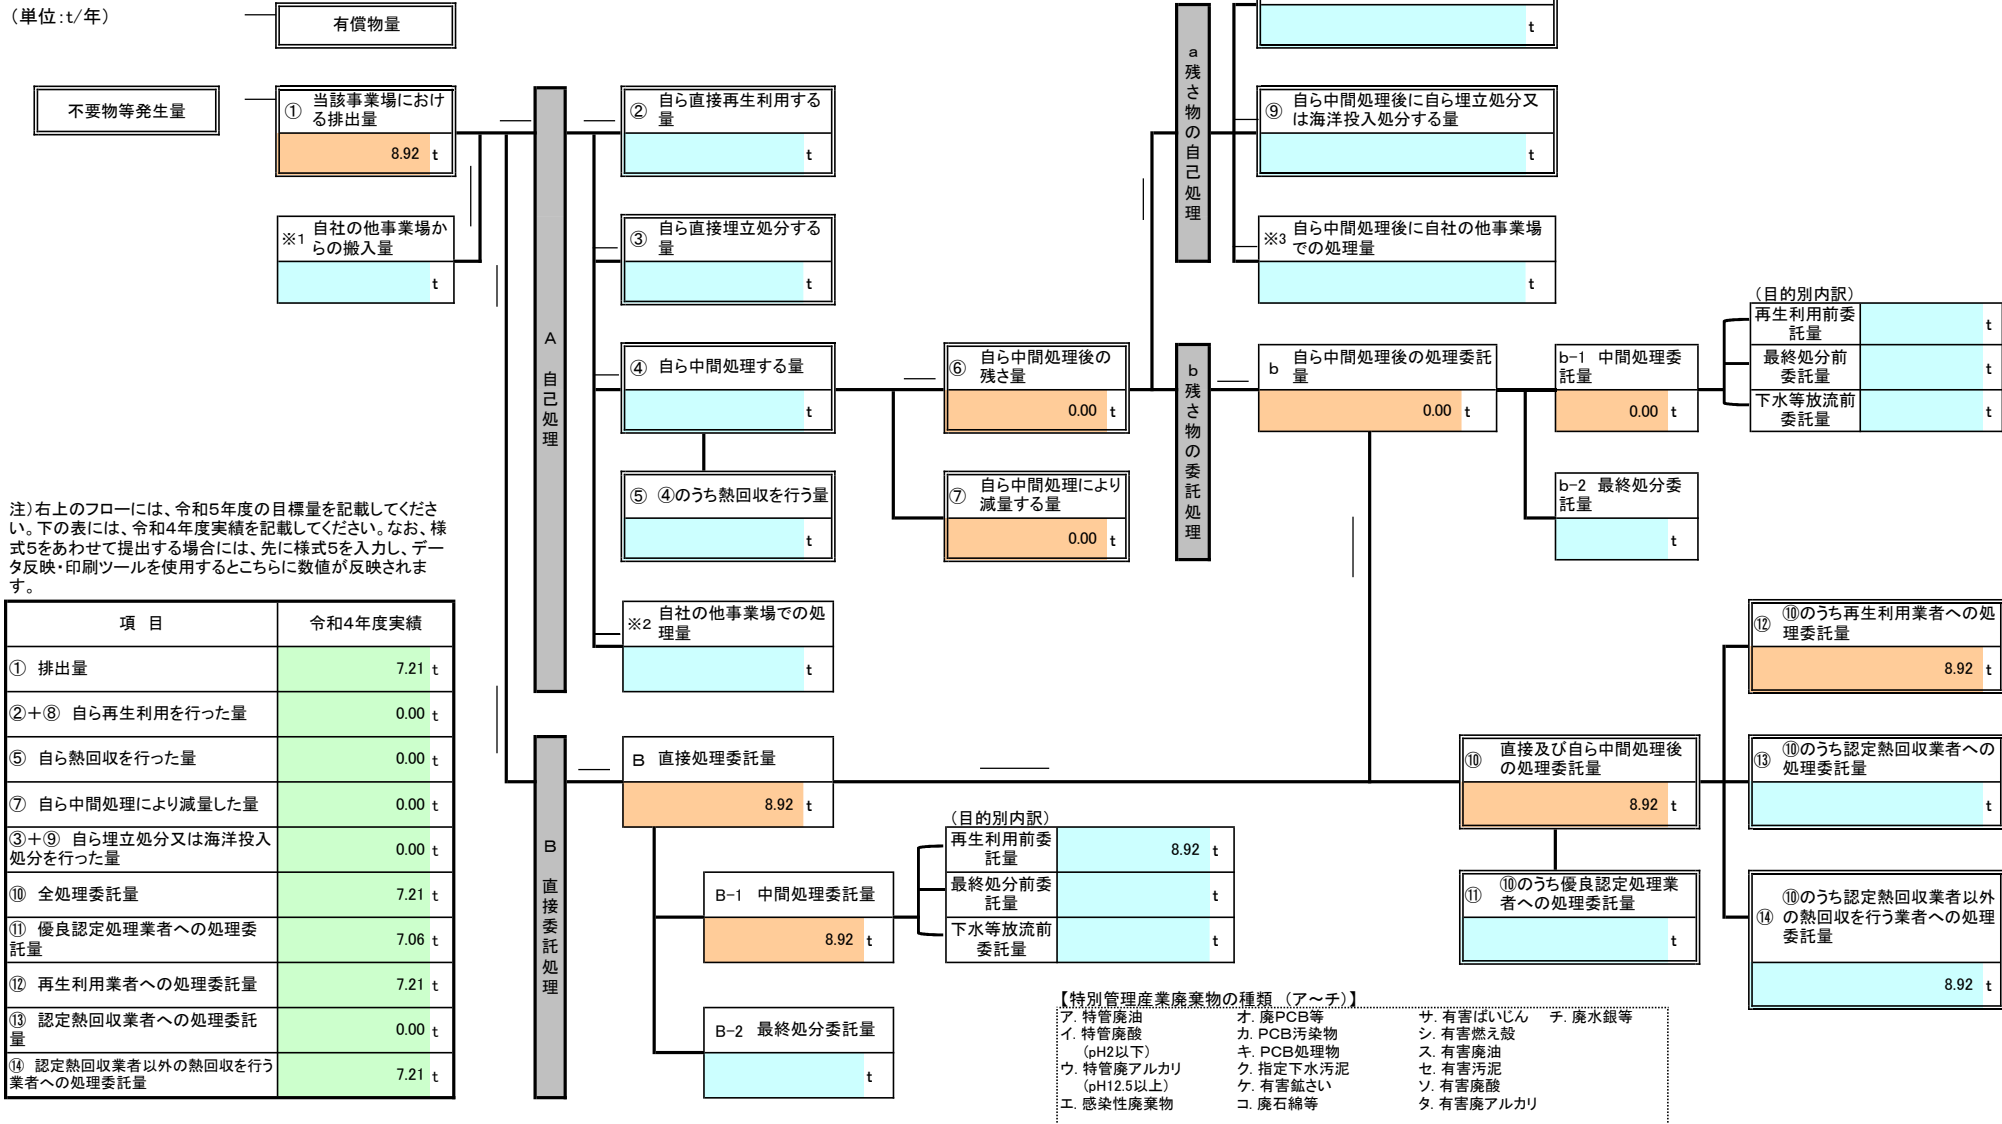 （単位：t/年）
有償物量
不要物等発生量
① 当該事業場におけ
る排出量
8.92 t
※1 自社の他事業場か
らの搬入量
t
A 自己処理
② 自ら直接再生利用する
量
t
③ 自ら直接埋立処分する
量
t
④ 自ら中間処理する量
t
⑤ ④のうち熱回収を行う量
t
※2 自社の他事業場での処
理量
t
⑥ 自ら中間処理後の
残さ量
0.00 t
⑦ 自ら中間処理により
減量する量
0.00 t
a 残さ物の自己処理
t
⑨ 自ら中間処理後に自ら埋立処分又
は海洋投入処分する量
t
※3 自ら中間処理後に自社の他事業場
での処理量
t
b 残さ物の委託処理
b 自ら中間処理後の処理委託
量
0.00 t
b-1 中間処理委
託量
0.00 t
b-2 最終処分委
託量
t
（目的別内訳）
再生利用前委
託量
t
最終処分前
委託量
t
下水等放流前
委託量
t
注）右上のフローには、令和5年度の目標量を記載してくださ
い。下の表には、令和4年度実績を記載してください。なお、様
式5をあわせて提出する場合には、先に様式5を入力し、デー
タ反映・印刷ツールを使用するとこちらに数値が反映されま
す。
項 目 令和4年度実績
① 排出量 7.21 t
②＋⑧ 自ら再生利用を行った量 0.00 t
⑤ 自ら熱回収を行った量 0.00 t
⑦ 自ら中間処理により減量した量 0.00 t
③＋⑨ 自ら埋立処分又は海洋投入
処分を行った量 0.00 t
⑩ 全処理委託量 7.21 t
⑪ 優良認定処理業者への処理委
託量 7.06 t
⑫ 再生利用業者への処理委託量 7.21 t
⑬ 認定熱回収業者への処理委託
量 0.00 t
⑭ 認定熱回収業者以外の熱回収を行う
業者への処理委託量 7.21 t
B 直接委託処理
B 直接処理委託量
8.92 t
B-1 中間処理委託量
8.92 t
B-2 最終処分委託量
t
（目的別内訳）
再生利用前委
託量
8.92 t
最終処分前委
託量
t
下水等放流前
委託量
t
⑩ 直接及び自ら中間処理後
の処理委託量
8.92 t
⑪ ⑩のうち優良認定処理業
者への処理委託量
t
⑫ ⑩のうち再生利用業者への処
理委託量
8.92 t
⑬ ⑩のうち認定熱回収業者への
処理委託量
t
⑭ ⑩のうち認定熱回収業者以外
の熱回収を行う業者への処理
委託量
8.92 t
【特別管理産業廃棄物の種類 （ア～チ）】
ア. 特管廃油 オ. 廃PCB等 サ. 有害ばいじん チ. 廃水銀等
イ. 特管廃酸 カ. PCB汚染物 シ. 有害燃え殻
（pH2以下） キ. PCB処理物 ス. 有害廃油
ウ. 特管廃アルカリ ク. 指定下水汚泥 セ. 有害汚泥
（pH12.5以上） ケ. 有害鉱さい ソ. 有害廃酸
エ. 感染性廃棄物 コ. 廃石綿等 タ. 有害廃アルカリ